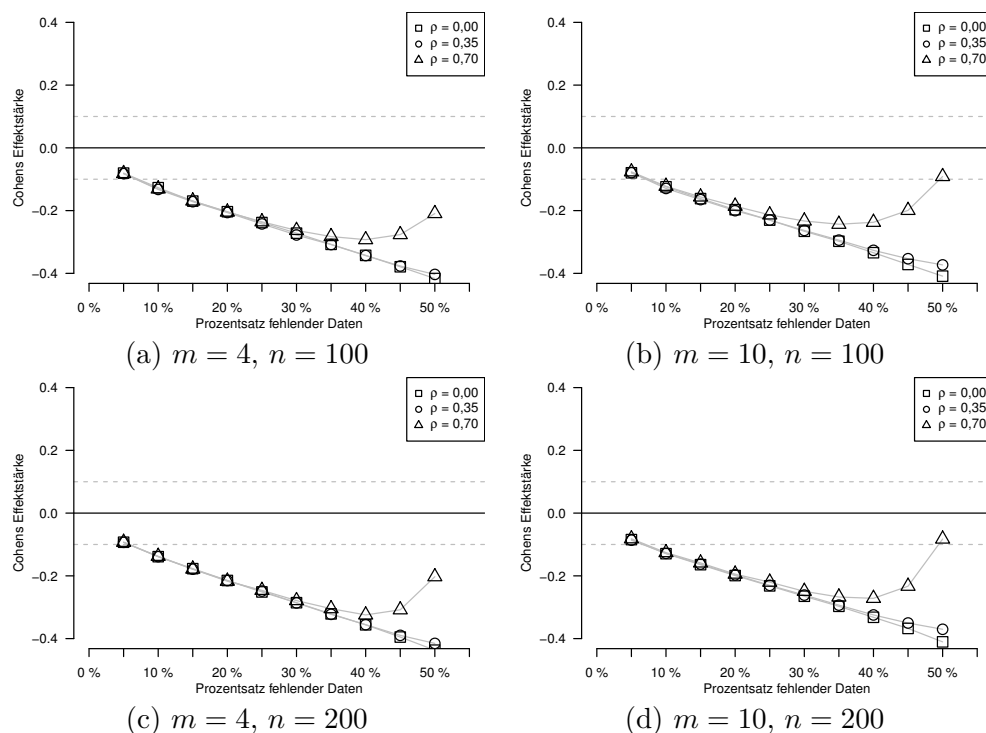 0.4
0.2
0.0
−0.2
−0.4
Cohens Effektstärke
ρ = 0,00
ρ = 0,35
ρ = 0,70
0 % 10 % 20 % 30 % 40 % 50 %
Prozentsatz fehlender Daten
(a) m = 4, n = 100
0.4
0.2
0.0
−0.2
−0.4
Cohens Effektstärke
ρ = 0,00
ρ = 0,35
ρ = 0,70
0 % 10 % 20 % 30 % 40 % 50 %
Prozentsatz fehlender Daten
(b) m = 10, n = 100
0.4
0.2
0.0
−0.2
−0.4
Cohens Effektstärke
ρ = 0,00
ρ = 0,35
ρ = 0,70
0 % 10 % 20 % 30 % 40 % 50 %
Prozentsatz fehlender Daten
(c) m = 4, n = 200
0.4
0.2
0.0
−0.2
−0.4
Cohens Effektstärke
ρ = 0,00
ρ = 0,35
ρ = 0,70
0 % 10 % 20 % 30 % 40 % 50 %
Prozentsatz fehlender Daten
(d) m = 10, n = 200